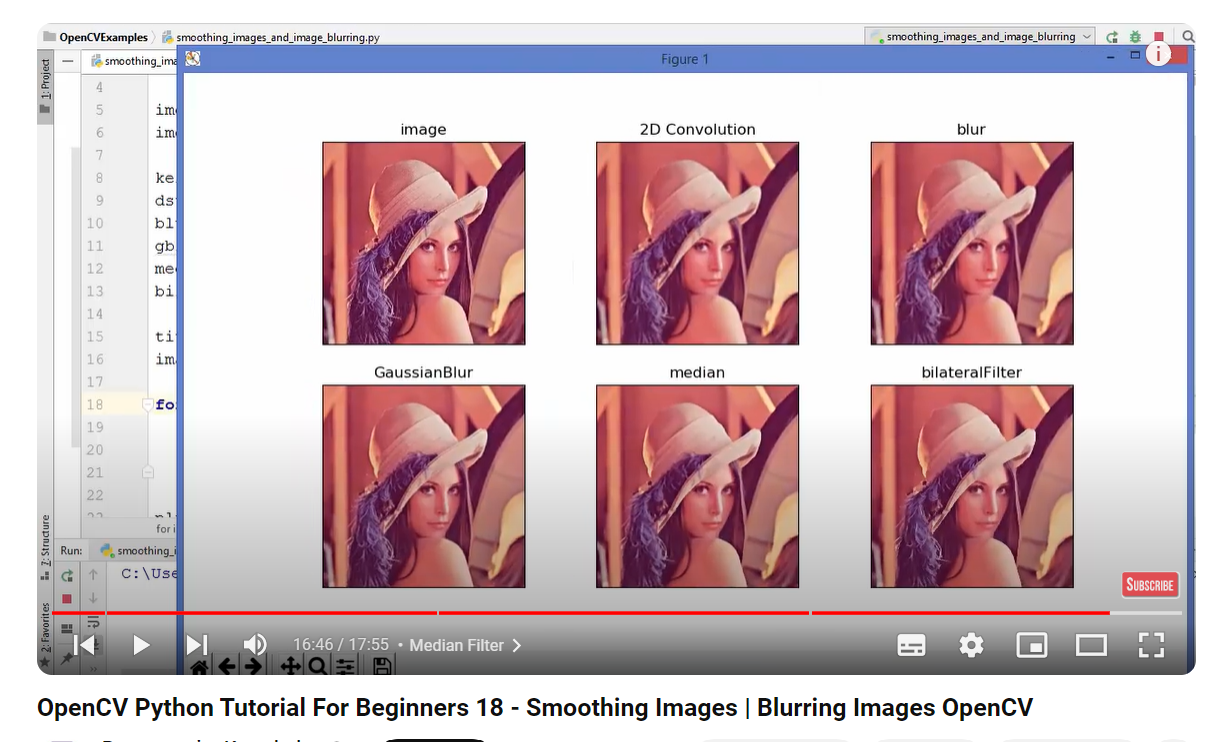 OpenCVExamples
smoothing_images_and_image_blurring.py
smoothing_images_and_image_blurring
1: Project
smoothing_ima
Figure 1
i
4
5 im
6 im
7
8 ke
9 ds
10 bl
11 gb
12 me
13 bi
14
15 ti
16 im
17
18 fo
19
20
21
22
image
2D Convolution
blur
GaussianBlur
median
bilateralFilter
for i
7: Structure
2: Favorites
Run: smoothing_i
C:\Use
SUBSCRIBE
16:46 / 17:55 • Median Filter
OpenCV Python Tutorial For Beginners 18 - Smoothing Images | Blurring Images OpenCV